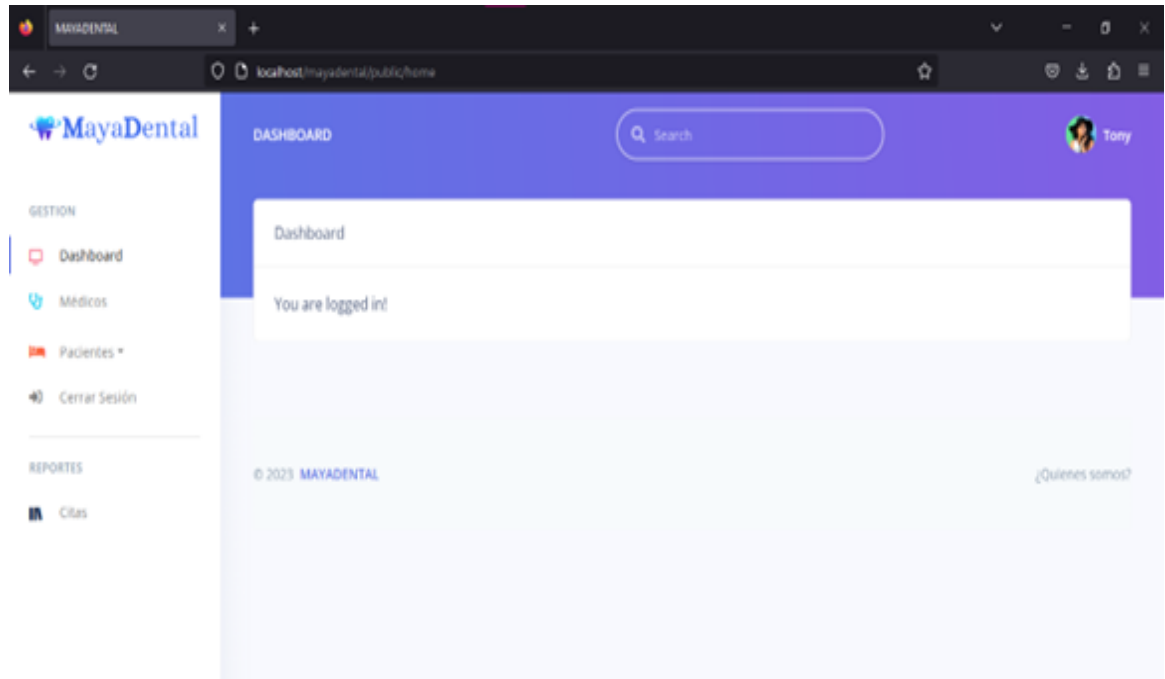 MAYADENTAL
localhost/mayadental/public/home
MayaDental
DASHBOARD
Search
Tony
GESTION
Dashboard
Médicos
Pacientes
Cerrar Sesión
REPORTES
Citas
Dashboard
You are logged in!
© 2023 MAYADENTAL
¿Quienes somos?